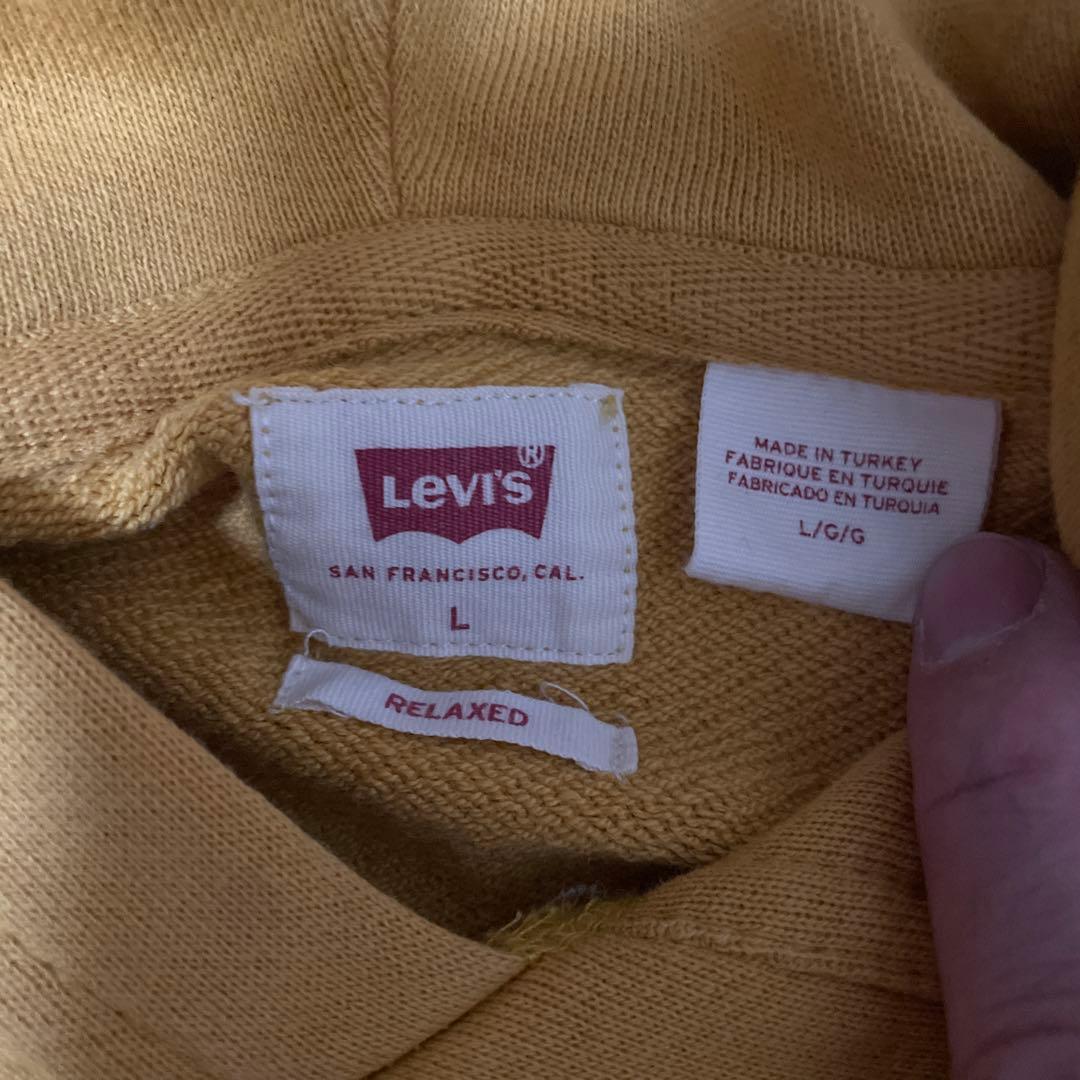 LEVI'S®
SAN FRANCISCO, CAL.
L
RELAXED
MADE IN TURKEY
FABRIQUE EN TURQUIE
FABRICADO EN TURQUIA
L/G/G